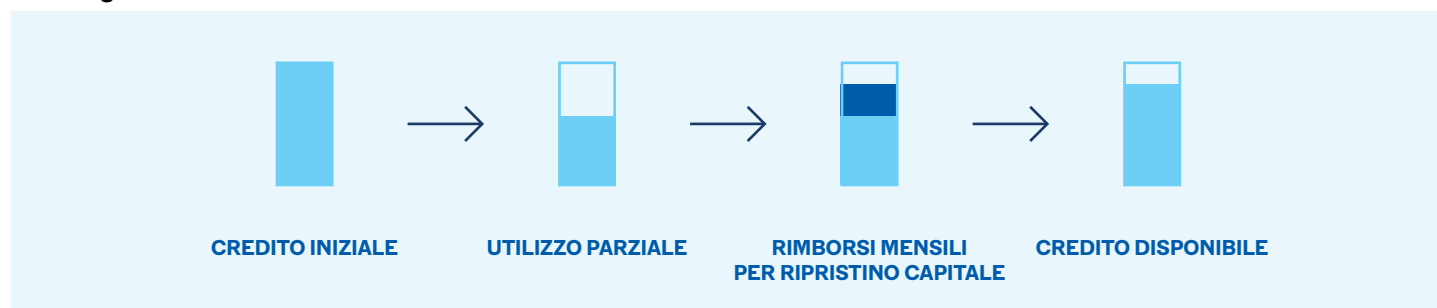 CREDITO INIZIALE
UTILIZZO PARZIALE
RIMBORSI MENSILI
PER RIPRISTINO CAPITALE
CREDITO DISPONIBILE